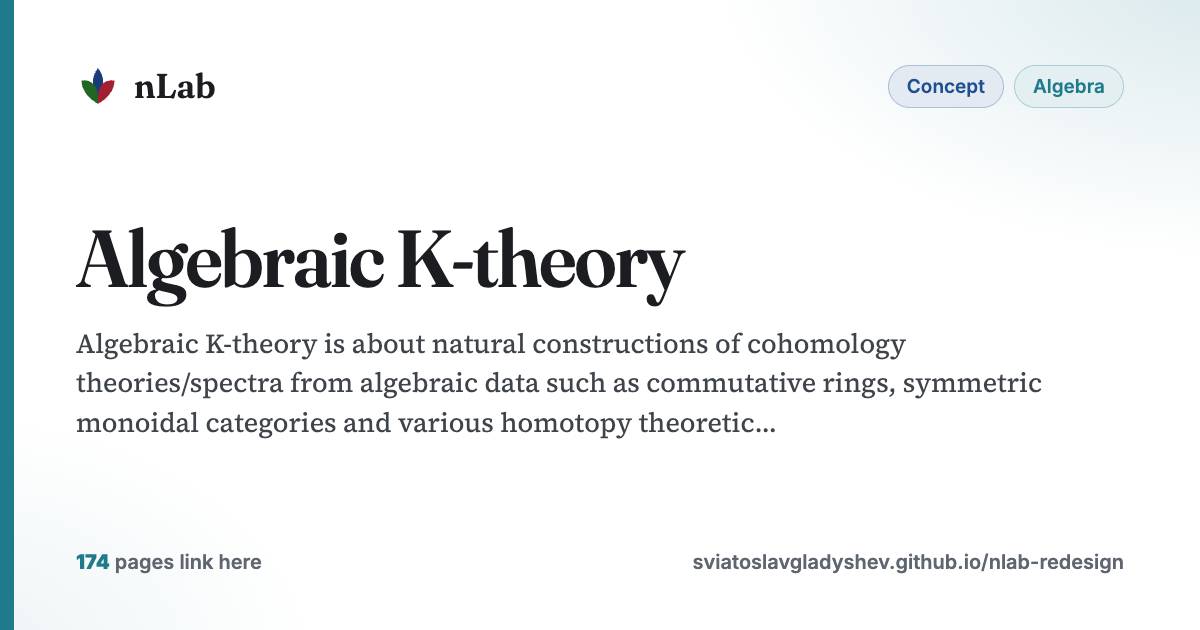 nLab
Concept
Algebra
Algebraic K-theory
Algebraic K-theory is about natural constructions of cohomology
theories/spectra from algebraic data such as commutative rings, symmetric
monoidal categories and various homotopy theoretic...
174 pages link here
sviatoslavgladyshev.github.io/nlab-redesign